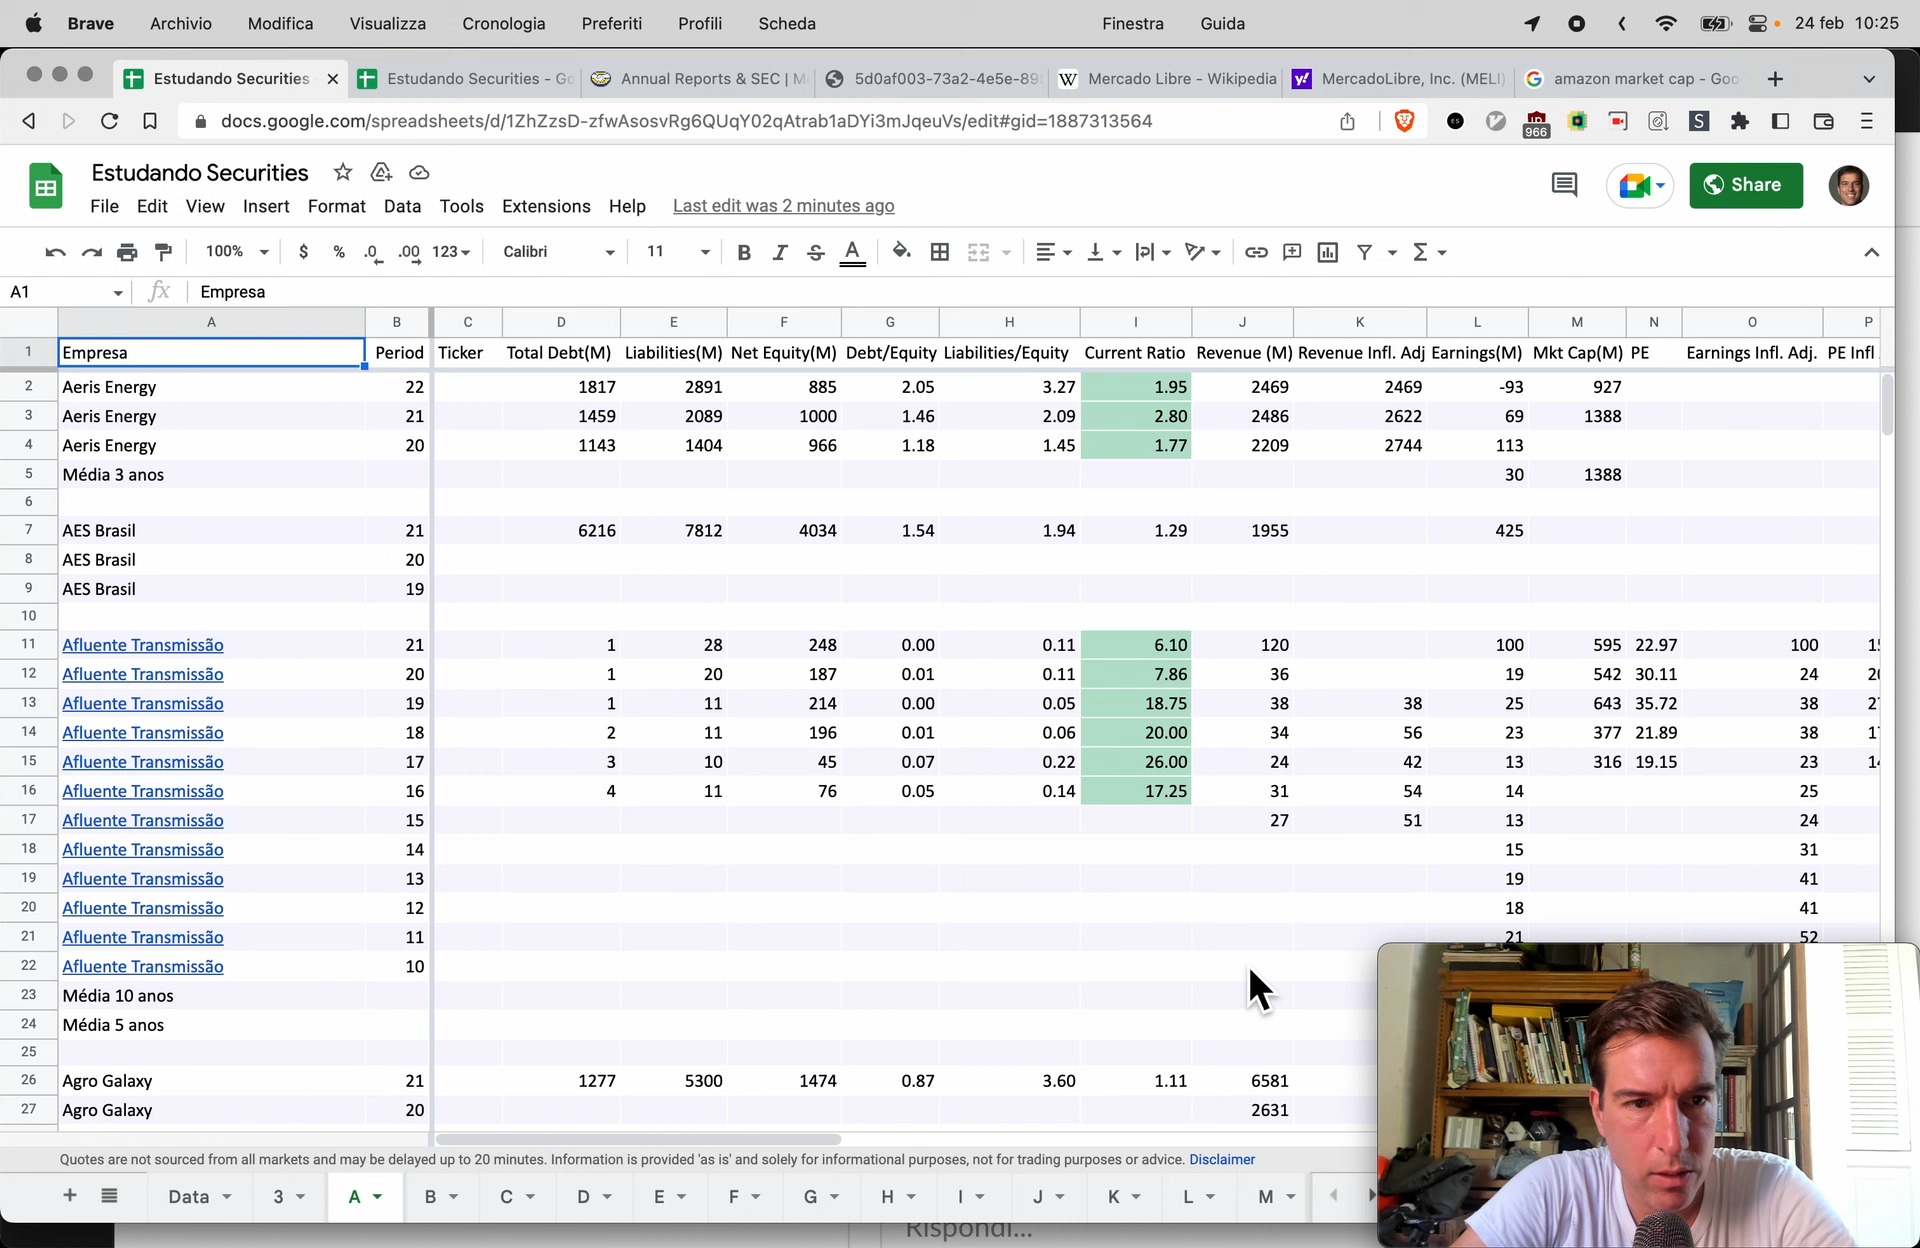 Brave Archivio Modifica Visualizza Cronologia Preferiti Profili Scheda Finestra Guida 24 feb 10:25
Estudando Securities Estudando Securities - Go Annual Reports & SEC | M 5d0af003-73a2-4e5e-89 Mercado Libre - Wikipedia MercadoLibre, Inc. (MELI) amazon market cap - Goo
docs.google.com/spreadsheets/d/1ZhZzsD-zfwAsosvRg6QUqY02qAtrab1aDYi3mJqeuVs/edit#gid=1887313564 966
Estudando Securities
Share
File Edit View Insert Format Data Tools Extensions Help Last edit was 2 minutes ago
100% $ % .0 .00 123 Calibri 11 B I S A
A1 fx Empresa
A B C D E F G H I J K L M N O P
1 Empresa Period Ticker Total Debt(M) Liabilities(M) Net Equity(M) Debt/Equity Liabilities/Equity Current Ratio Revenue (M) Revenue Infl. Adj Earnings(M) Mkt Cap(M) PE Earnings Infl. Adj. PE Infl
2 Aeris Energy 22 1817 2891 885 2.05 3.27 1.95 2469 2469 -93 927
3 Aeris Energy 21 1459 2089 1000 1.46 2.09 2.80 2486 2622 69 1388
4 Aeris Energy 20 1143 1404 966 1.18 1.45 1.77 2209 2744 113
5 Média 3 anos 30 1388
6
7 AES Brasil 21 6216 7812 4034 1.54 1.94 1.29 1955 425
8 AES Brasil 20
9 AES Brasil 19
10
11 Afluente Transmissão 21 1 28 248 0.00 0.11 6.10 120 100 595 22.97 100
12 Afluente Transmissão 20 1 20 187 0.01 0.11 7.86 36 19 542 30.11 24
13 Afluente Transmissão 19 1 11 214 0.00 0.05 18.75 38 38 25 643 35.72 38
14 Afluente Transmissão 18 2 11 196 0.01 0.06 20.00 34 56 23 377 21.89 38
15 Afluente Transmissão 17 3 10 45 0.07 0.22 26.00 24 42 13 316 19.15 23
16 Afluente Transmissão 16 4 11 76 0.05 0.14 17.25 31 54 14 25
17 Afluente Transmissão 15 27 51 13 24
18 Afluente Transmissão 14 15 31
19 Afluente Transmissão 13 19 41
20 Afluente Transmissão 12 18 41
21 Afluente Transmissão 11 21 52
22 Afluente Transmissão 10
23 Média 10 anos
24 Média 5 anos
25
26 Agro Galaxy 21 1277 5300 1474 0.87 3.60 1.11 6581
27 Agro Galaxy 20 2631
Quotes are not sourced from all markets and may be delayed up to 20 minutes. Information is provided 'as is' and solely for informational purposes, not for trading purposes or advice. Disclaimer
+ Data 3 A B C D E F G H I J K L M
Rispondi...